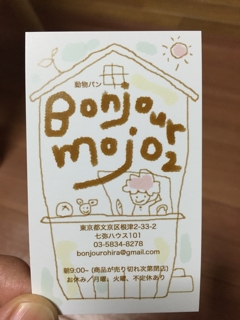 動物パン
Bonjour
mojo2
東京都文京区根津2-33-2
七弥ハウス101
03-5834-8278
bonjourohira@gmail.com
朝9:00~ (商品が売り切れ次第閉店)
お休み／月曜、火曜、不定休あり